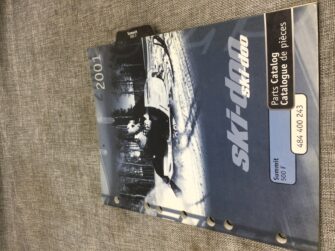 2001
ski-doo
ski-doo
Parts Catalog
Catalogue de pièces
Summit
500 F
484 400 243